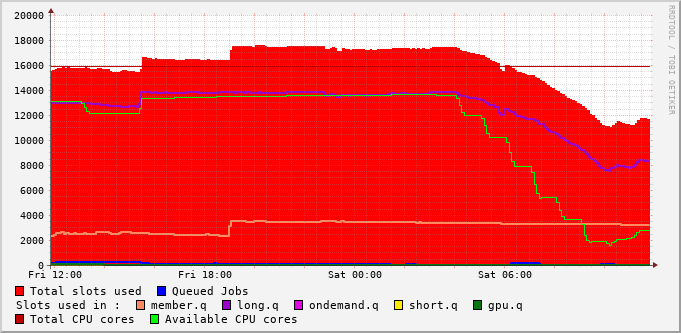 20000
18000
16000
14000
12000
10000
8000
6000
4000
2000
0
Fri 12:00 Fri 18:00 Sat 00:00 Sat 06:00
RRDTOOL / TOBI OETIKER
Total slots used Queued Jobs
Slots used in : member.q long.q ondemand.q short.q gpu.q
Total CPU cores Available CPU cores